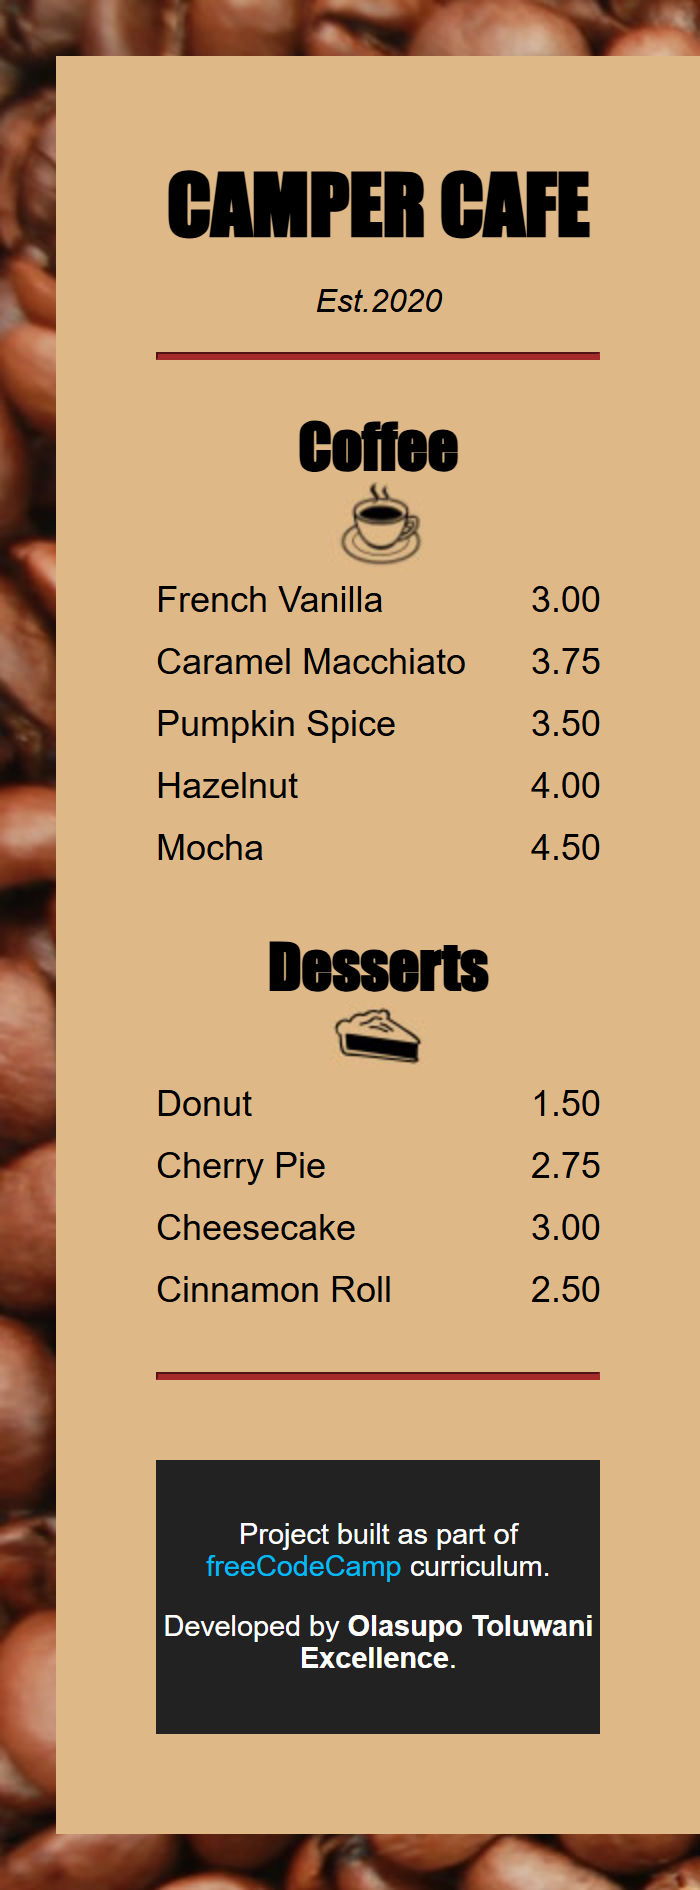 CAMPER CAFE
Est.2020
Coffee
French Vanilla 3.00
Caramel Macchiato 3.75
Pumpkin Spice 3.50
Hazelnut 4.00
Mocha 4.50
Desserts
Donut 1.50
Cherry Pie 2.75
Cheesecake 3.00
Cinnamon Roll 2.50
Project built as part of
freeCodeCamp curriculum.
Developed by Olasupo Toluwani
Excellence.